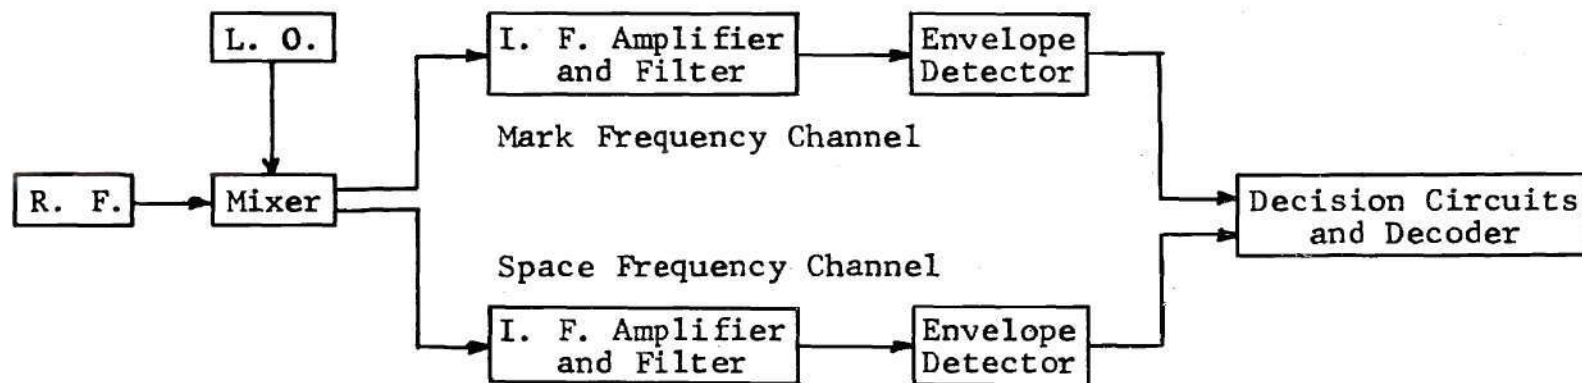 L. O.
I. F. Amplifier
and Filter
Envelope
Detector
Mark Frequency Channel
R. F.
Mixer
Decision Circuits
and Decoder
Space Frequency Channel
I. F. Amplifier
and Filter
Envelope
Detector